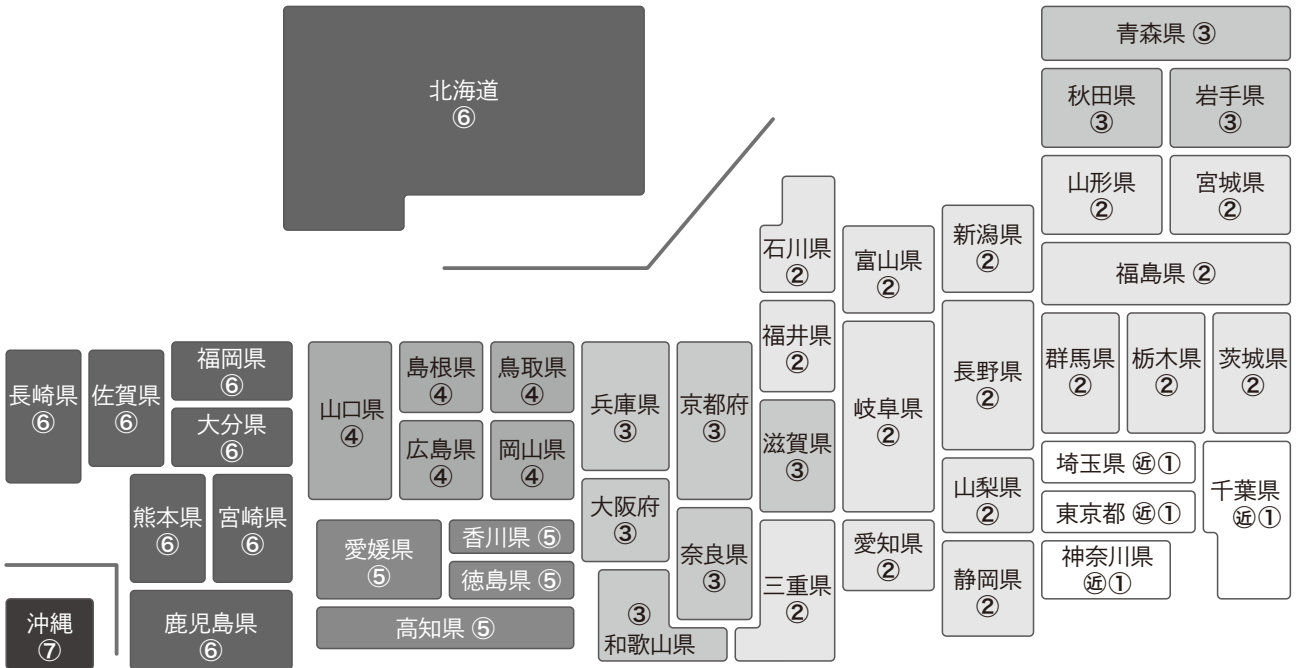 北海道
⑥
青森県 ③
秋田県
③
岩手県
③
山形県
②
宮城県
②
福島県 ②
新潟県
②
富山県
②
石川県
②
福井県
②
群馬県
②
栃木県
②
茨城県
②
長野県
②
岐阜県
②
埼玉県 ㊣①
東京都 近①
千葉県
近①
神奈川県
近①
山梨県
②
静岡県
②
愛知県
②
三重県
②
滋賀県
③
京都府
③
兵庫県
③
大阪府
③
奈良県
③
③
和歌山県
鳥取県
④
島根県
④
岡山県
④
広島県
④
山口県
④
香川県 ⑤
徳島県 ⑤
愛媛県
⑤
高知県 ⑤
福岡県
⑥
大分県
⑥
佐賀県
⑥
長崎県
⑥
熊本県
⑥
宮崎県
⑥
鹿児島県
⑥
沖縄
⑦